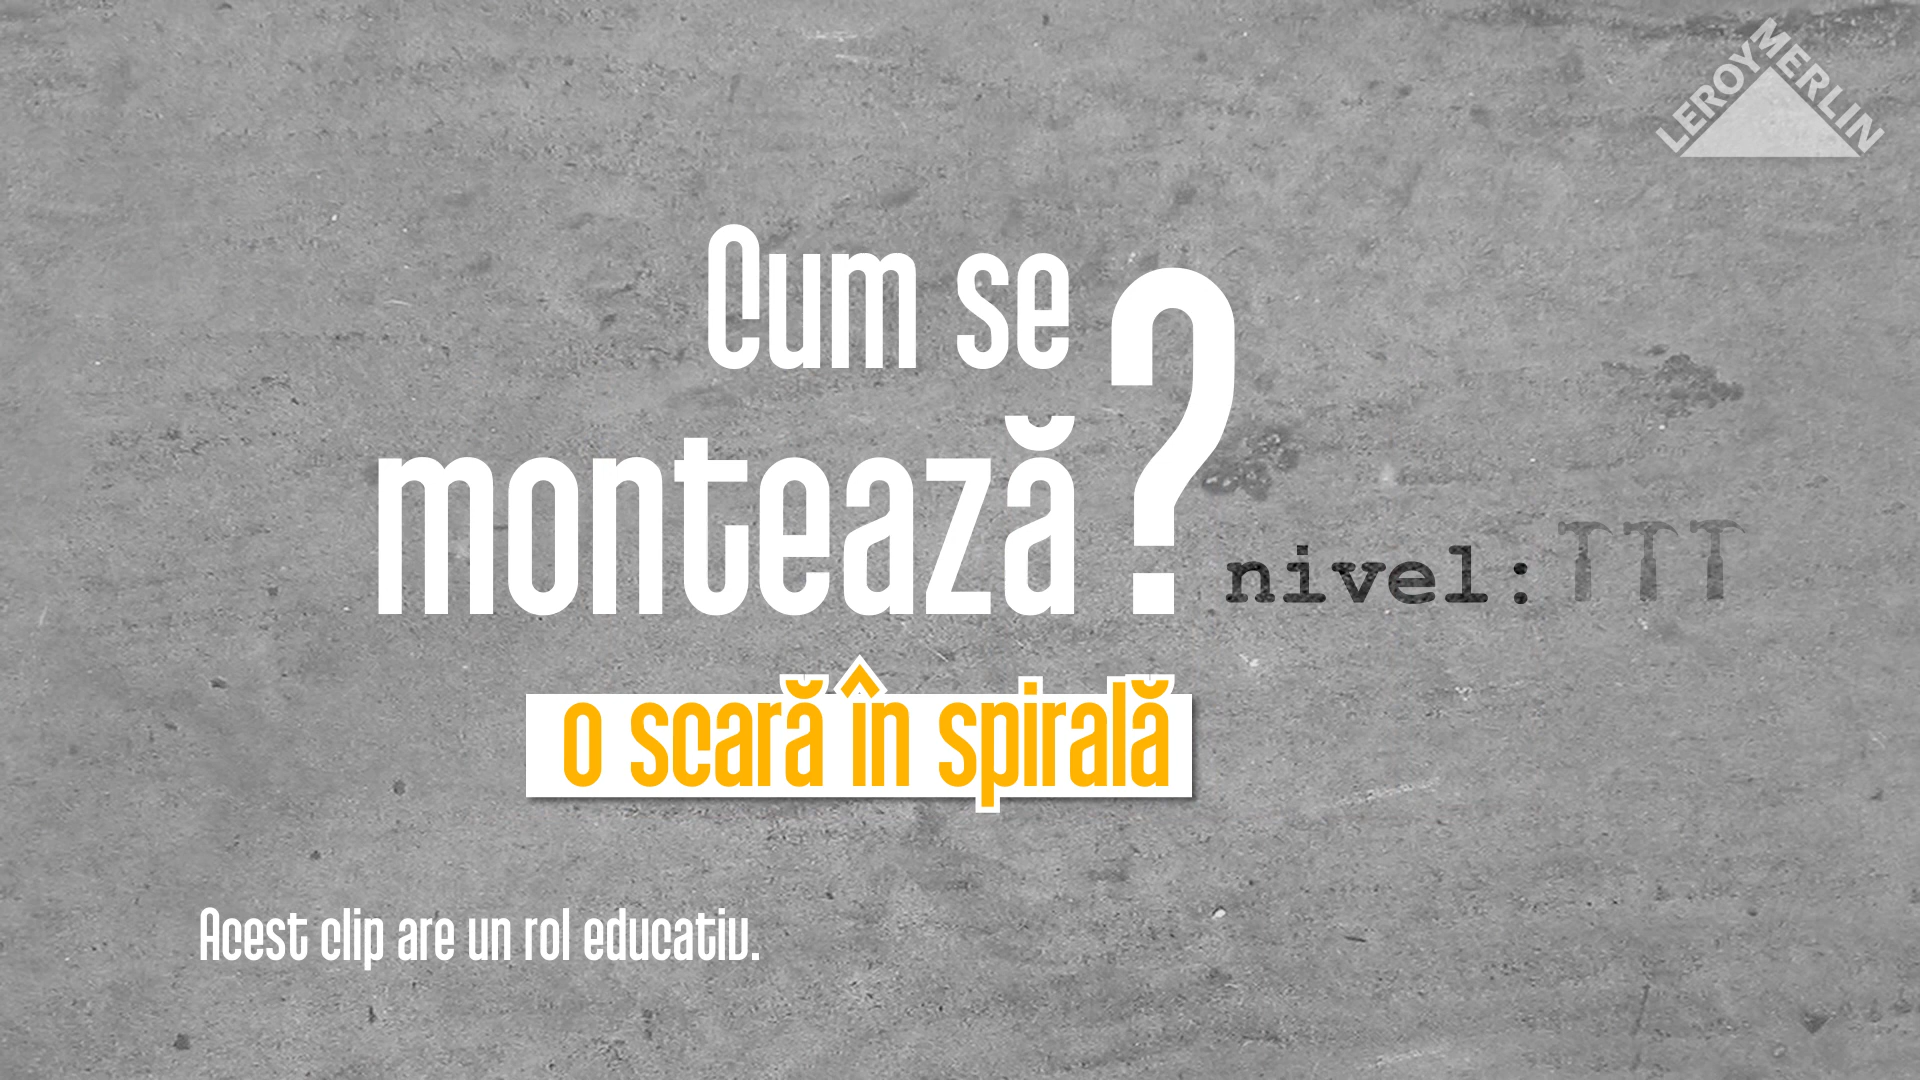 LEROY MERLIN
Cum se
montează?
nivel:
o scară în spirală
Acest clip are un rol educativ.